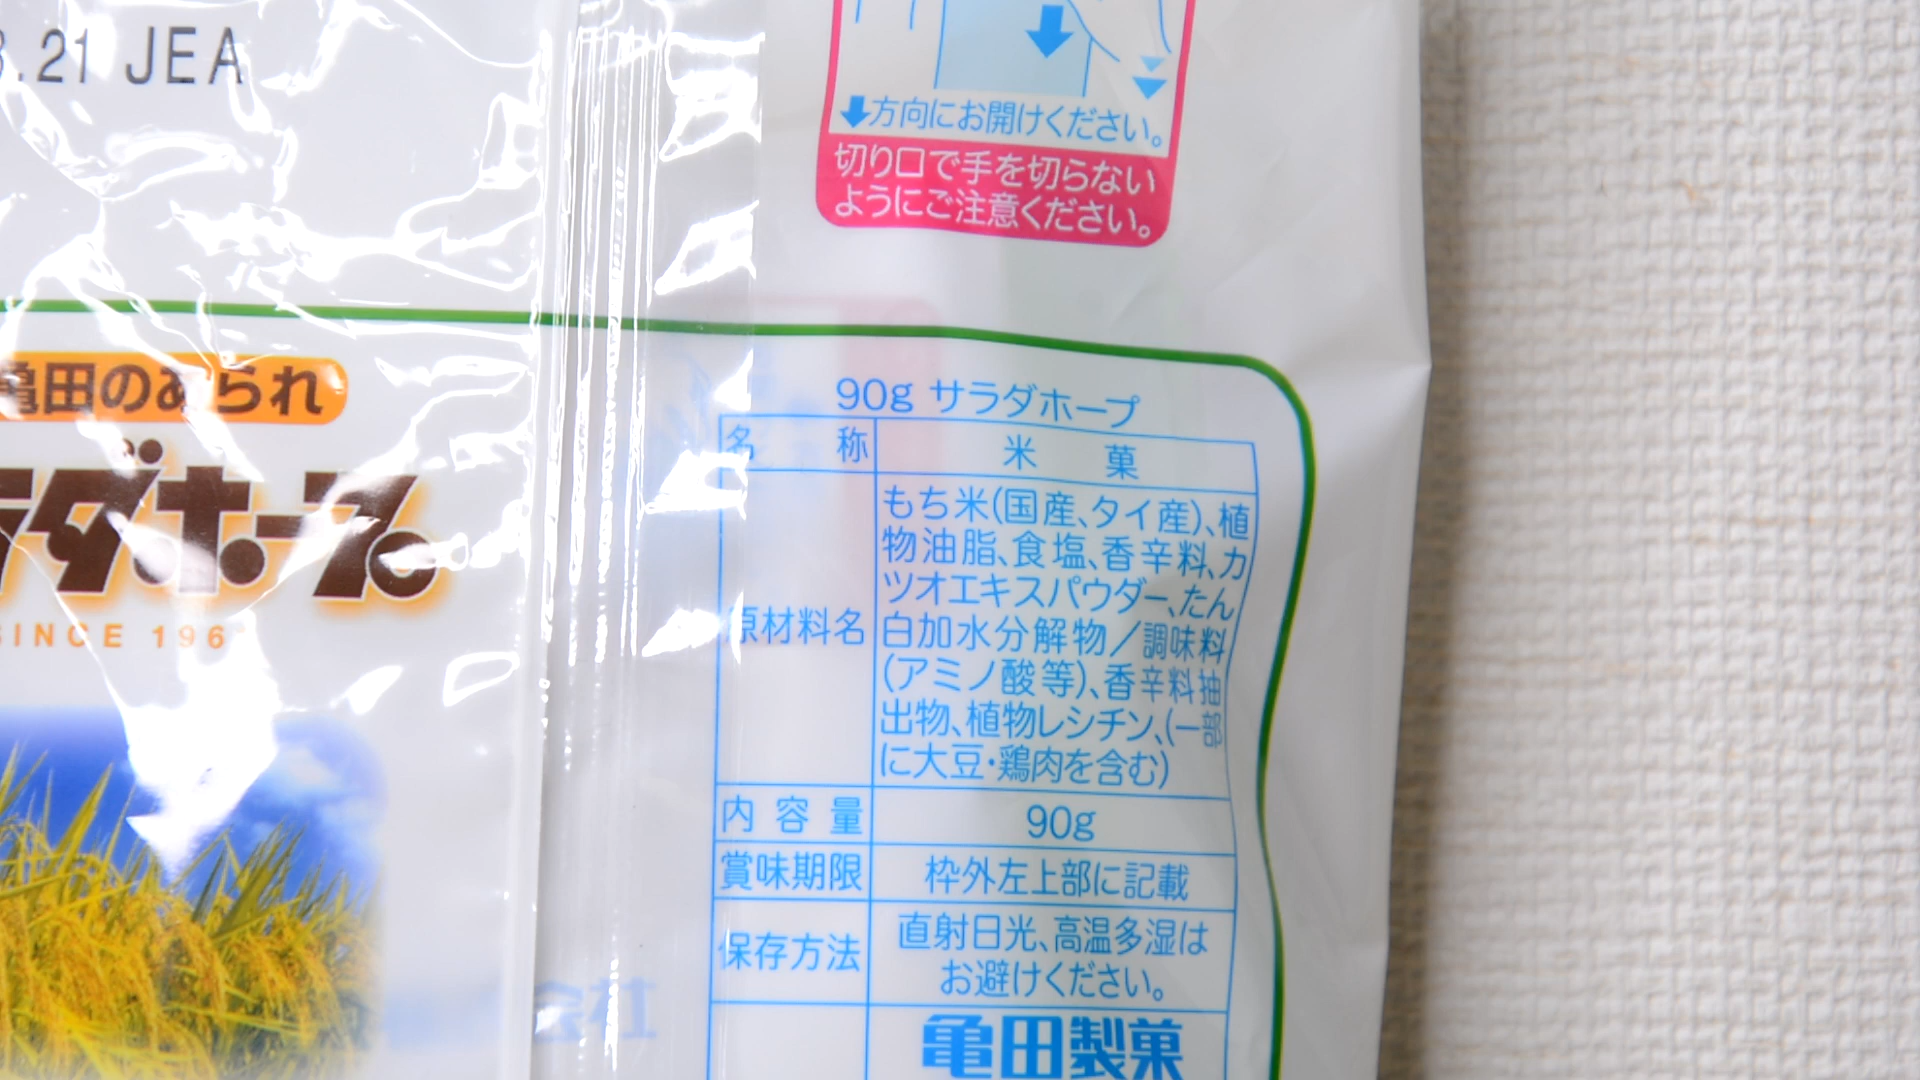 .21 JEA
方向にお開けください。
切り口で手を切らない
ようにご注意ください。
亀田のあられ
ラダホープ
SINCE 196
90g サラダホープ
名称 米菓
原材料名 もち米(国産、タイ産)、植
物油脂、食塩、香辛料、カ
ツオエキスパウダー、たん
白加水分解物／調味料
(アミノ酸等)、香辛料抽
出物、植物レシチン、(一部
に大豆・鶏肉を含む)
内容量 90g
賞味期限 枠外左上部に記載
保存方法 直射日光、高温多湿は
お避けください。
会社
亀田製菓